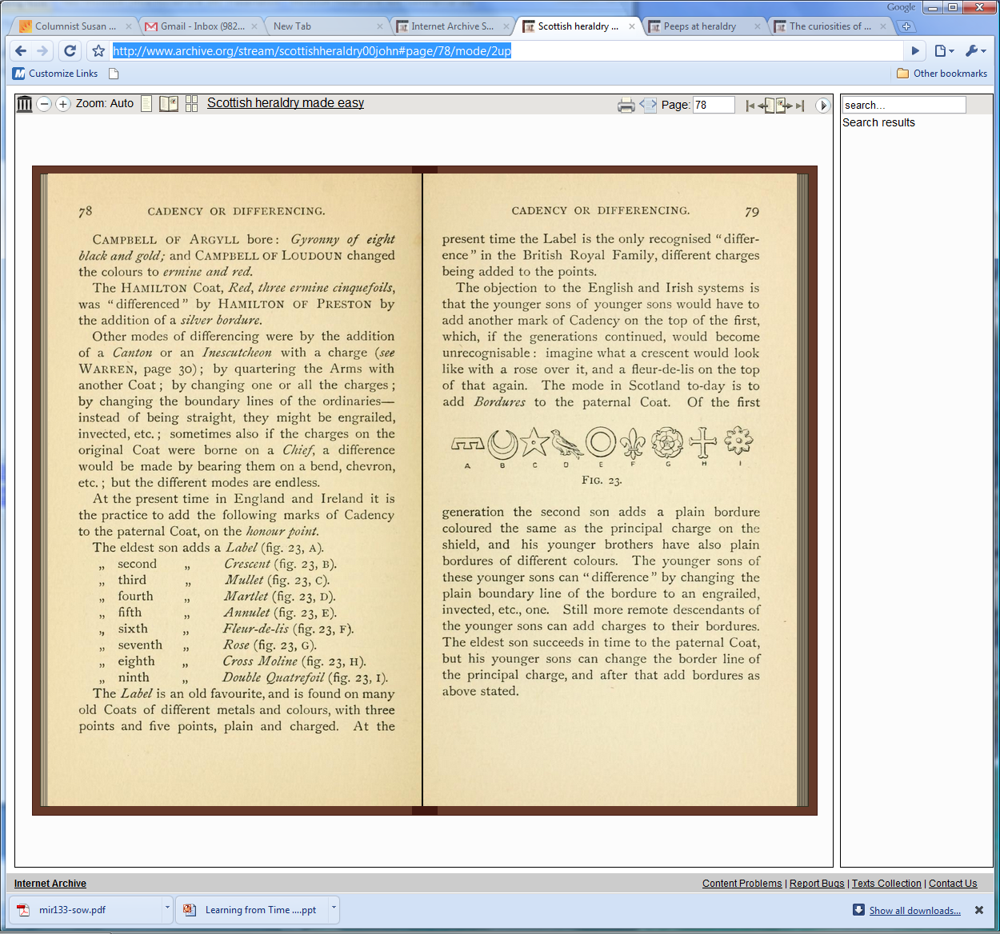 Google
Columnist Susan ...
Gmail - Inbox (982...
New Tab
Internet Archive S...
Scottish heraldry ...
Peeps at heraldry
The curiosities of ...
http://www.archive.org/stream/scottishheraldry00john#page/78/mode/2up
Customize Links
Other bookmarks
Zoom: Auto
Scottish heraldry made easy
Page: 78
search...
Search results
78 CADENCY OR DIFFERENCING.
CAMPBELL OF ARGYLL bore: Gyronny of eight
black and gold; and CAMPBELL OF LOUDOUN changed
the colours to ermine and red.
The HAMILTON Coat, Red, three ermine cinquefoils,
was "differenced" by HAMILTON OF PRESTON by
the addition of a silver bordure.
Other modes of differencing were by the addition
of a Canton or an Inescutcheon with a charge (see
WARREN, page 30); by quartering the Arms with
another Coat; by changing one or all the charges;
by changing the boundary lines of the ordinaries—
instead of being straight, they might be engrailed,
invected, etc.; sometimes also if the charges on the
original Coat were borne on a Chief, a difference
would be made by bearing them on a bend, chevron,
etc.; but the different modes are endless.
At the present time in England and Ireland it is
the practice to add the following marks of Cadency
to the paternal Coat, on the honour point.
The eldest son adds a Label (fig. 23, A).
„ second „ Crescent (fig. 23, B).
„ third „ Mullet (fig. 23, C).
„ fourth „ Martlet (fig. 23, D).
„ fifth „ Annulet (fig. 23, E).
„ sixth „ Fleur-de-lis (fig. 23, F).
„ seventh „ Rose (fig. 23, G).
„ eighth „ Cross Moline (fig. 23, H).
„ ninth „ Double Quatrefoil (fig. 23, I).
The Label is an old favourite, and is found on many
old Coats of different metals and colours, with three
points and five points, plain and charged. At the
CADENCY OR DIFFERENCING. 79
present time the Label is the only recognised "differ-
ence" in the British Royal Family, different charges
being added to the points.
The objection to the English and Irish systems is
that the younger sons of younger sons would have to
add another mark of Cadency on the top of the first,
which, if the generations continued, would become
unrecognisable: imagine what a crescent would look
like with a rose over it, and a fleur-de-lis on the top
of that again. The mode in Scotland to-day is to
add Bordures to the paternal Coat. Of the first
A B C D E F G H I
FIG. 23.
generation the second son adds a plain bordure
coloured the same as the principal charge on the
shield, and his younger brothers have also plain
bordures of different colours. The younger sons of
these younger sons can "difference" by changing the
plain boundary line of the bordure to an engrailed,
invected, etc., one. Still more remote descendants of
the younger sons can add charges to their bordures.
The eldest son succeeds in time to the paternal Coat,
but his younger sons can change the border line of
the principal charge, and after that add bordures as
above stated.
Internet Archive
Content Problems | Report Bugs | Texts Collection | Contact Us
mir133-sow.pdf
Learning from Time ....ppt
Show all downloads...